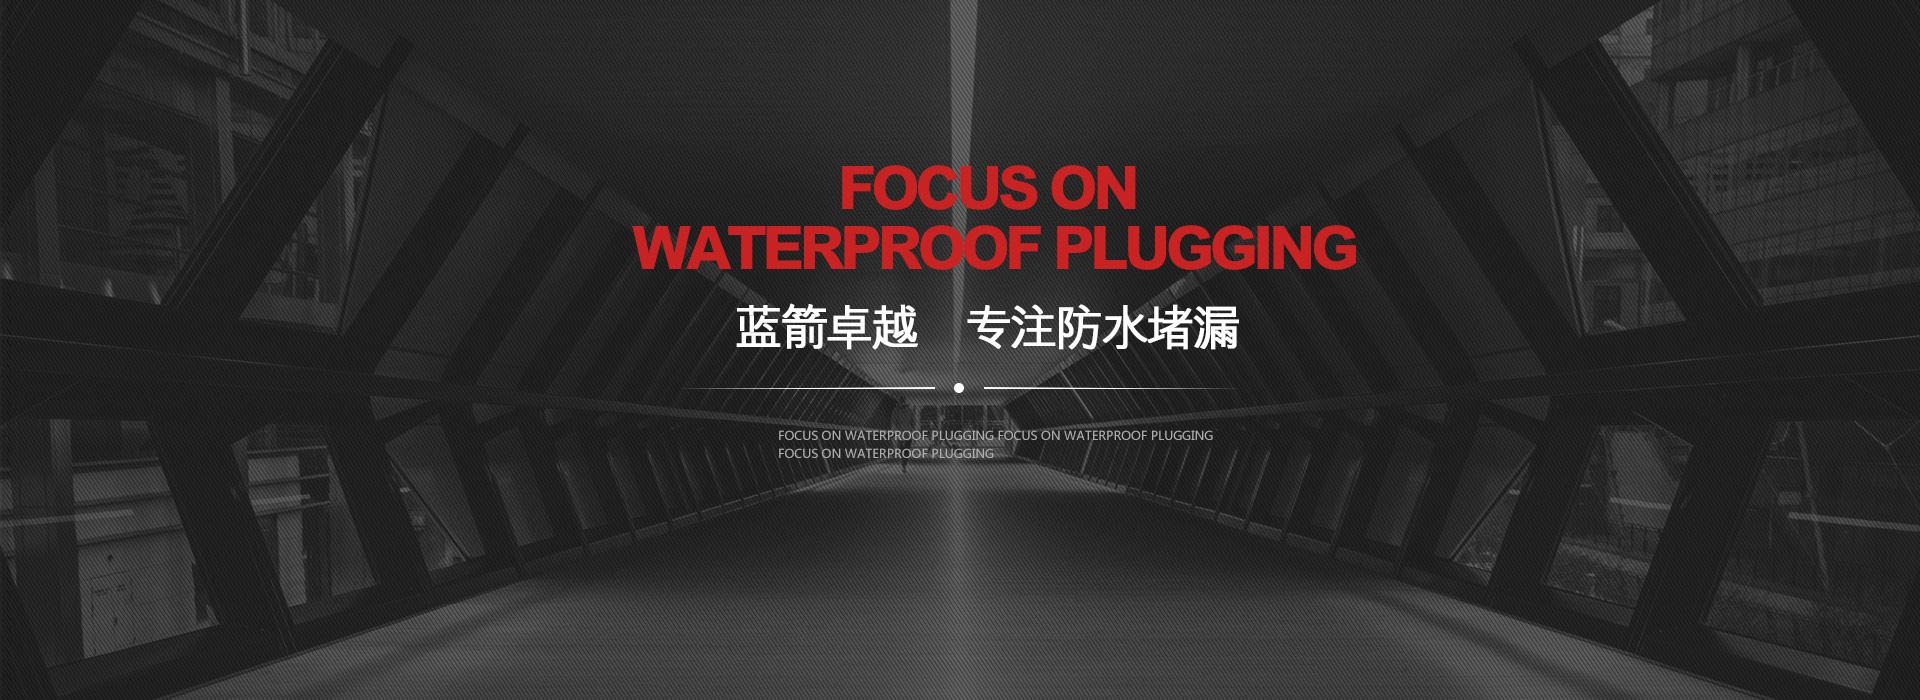 FOCUS ON
WATERPROOF PLUGGING
蓝箭卓越 专注防水堵漏
FOCUS ON WATERPROOF PLUGGING FOCUS ON WATERPROOF PLUGGING
FOCUS ON WATERPROOF PLUGGING